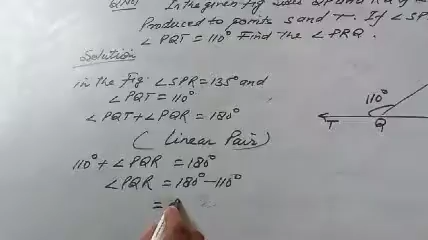 In the given fig sides QP and RQ of
Produced to points S and T. If ∠SP
∠PQT = 110° Find the ∠PRQ.
Solution
in the Fig: ∠SPR = 135° and
∠PQT = 110°
∠PQT + ∠PQR = 180°
(Linear Pair)
110° + ∠PQR = 180°
∠PQR = 180° - 110°
=
110°
T Q